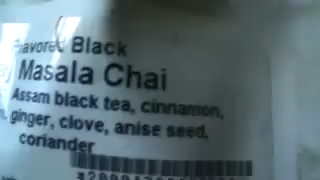 Flavored Black
Masala Chai
Assam black tea, cinnamon,
ginger, clove, anise seed,
coriander